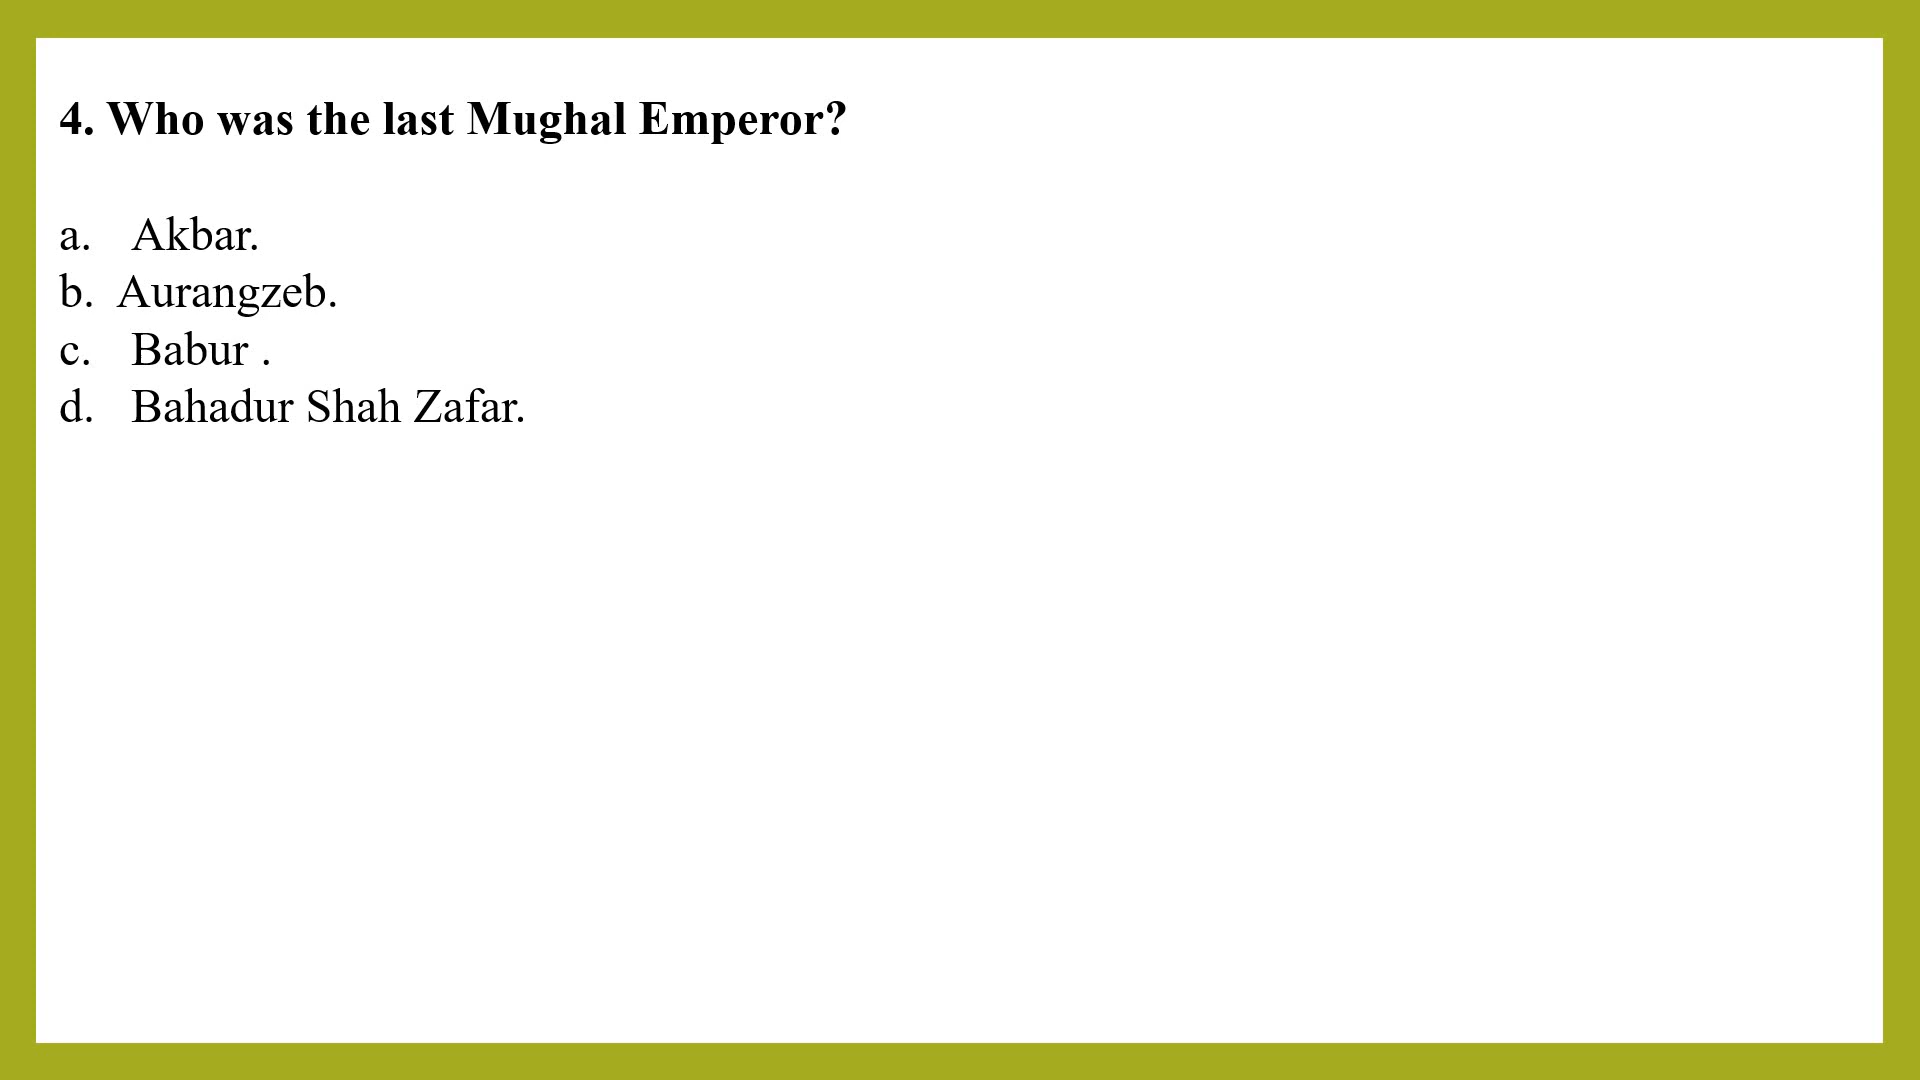 4. Who was the last Mughal Emperor?
a. Akbar.
b. Aurangzeb.
c. Babur .
d. Bahadur Shah Zafar.